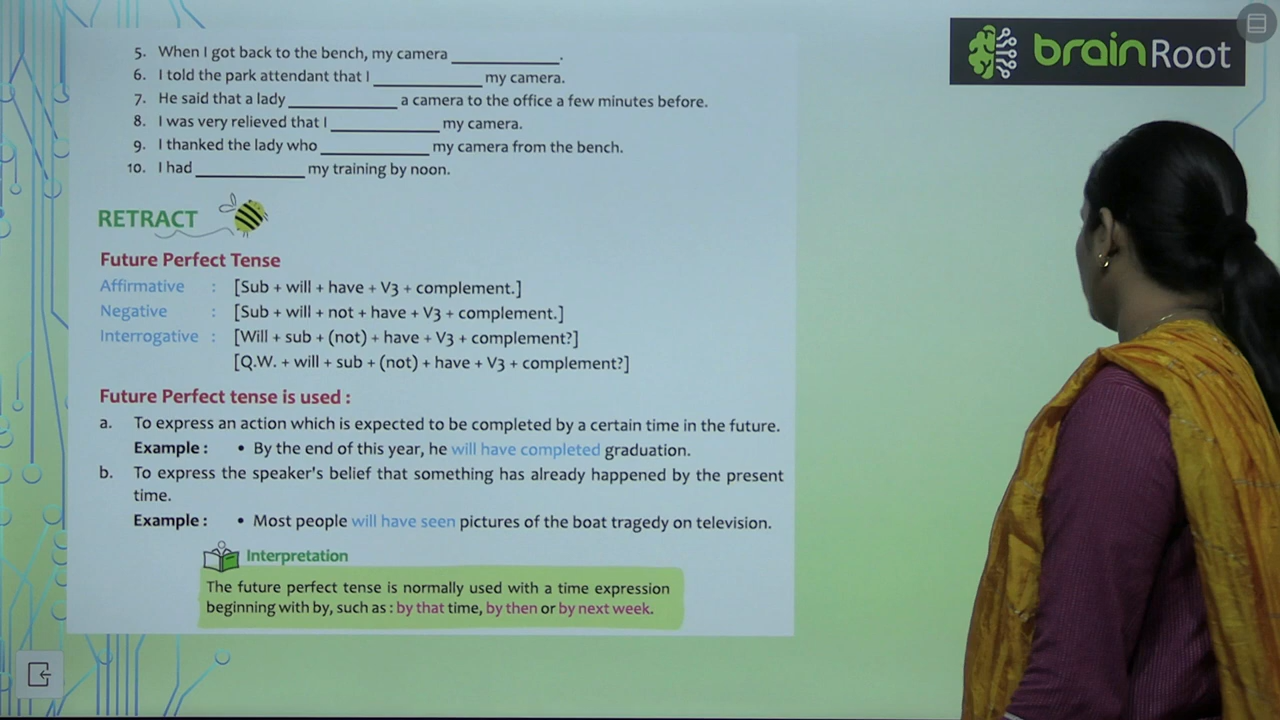 5. When I got back to the bench, my camera ____________.
6. I told the park attendant that I ____________ my camera.
7. He said that a lady ____________ a camera to the office a few minutes before.
8. I was very relieved that I ____________ my camera.
9. I thanked the lady who ____________ my camera from the bench.
10. I had ____________ my training by noon.
RETRACT
Future Perfect Tense
Affirmative : [Sub + will + have + V3 + complement.]
Negative : [Sub + will + not + have + V3 + complement.]
Interrogative : [Will + sub + (not) + have + V3 + complement?]
[Q.W. + will + sub + (not) + have + V3 + complement?]
Future Perfect tense is used :
a. To express an action which is expected to be completed by a certain time in the future.
Example : • By the end of this year, he will have completed graduation.
b. To express the speaker's belief that something has already happened by the present
time.
Example : • Most people will have seen pictures of the boat tragedy on television.
Interpretation
The future perfect tense is normally used with a time expression
beginning with by, such as : by that time, by then or by next week.
brainRoot